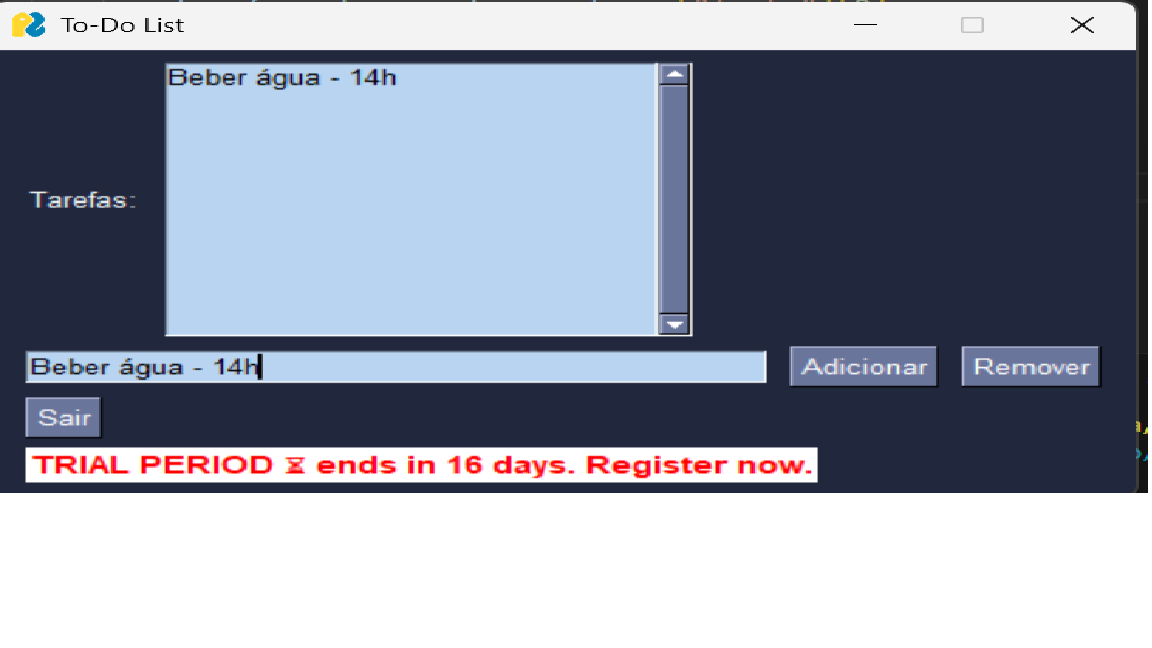 To-Do List
Beber água - 14h
Tarefas:
Beber água - 14h
Adicionar
Remover
Sair
TRIAL PERIOD ⌛ ends in 16 days. Register now.